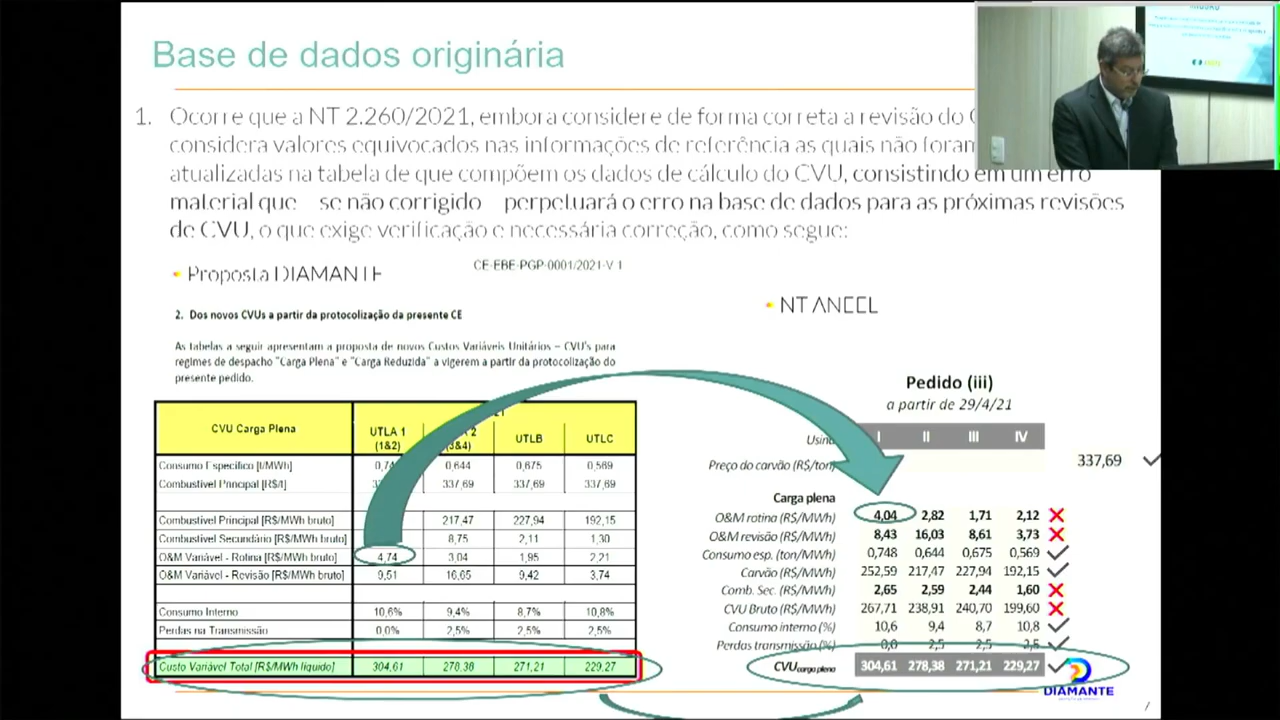 Base de dados originária
1. Ocorre que a NT 2.260/2021, embora considere de forma correta a revisão do
considera valores equivocados nas informações de referência as quais não foram
atualizadas na tabela de que compõem os dados de cálculo do CVU, consistindo em um erro
material que se não corrigido perpetuará o erro na base de dados para as próximas revisões
de CVU, o que exige verificação e necessária correção, como segue:
Proposta DIAMANTE
CE-EBE-PGP-0001/2021-V 1
NT ANEEL
2. Dos novos CVUs a partir da protocolização da presente CE
As tabelas a seguir apresentam a proposta de novos Custos Variáveis Unitários – CVU's para
regimes de despacho "Carga Plena" e "Carga Reduzida" a vigerem a partir da protocolização do
presente pedido.
CVU Carga Plena
UTLA 1 (1&2) 2 (3&4) UTLB UTLC
Consumo Específico [t/MWh] 0,644 0,675 0,569
Combustível Principal [R$/t] 337,69 337,69 337,69
Combustível Principal [R$/MWh bruto] 217,47 227,94 192,15
Combustível Secundário [R$/MWh bruto] 8,75 2,11 1,30
O&M Variável - Rotina [R$/MWh bruto] 4,74 3,04 1,95 2,21
O&M Variável - Revisão [R$/MWh bruto] 9,51 16,65 9,42 3,74
Consumo Interno 10,6% 9,4% 8,7% 10,8%
Perdas na Transmissão 0,0% 2,5% 2,5% 2,5%
Custo Variável Total [R$/MWh líquido] 304,61 278,38 271,21 229,27
Pedido (iii)
a partir de 29/4/21
Usina I II III IV
Preço do carvão (R$/ton) 337,69
Carga plena
O&M rotina (R$/MWh) 4,04 2,82 1,71 2,12
O&M revisão (R$/MWh) 8,43 16,03 8,61 3,73
Consumo esp. (ton/MWh) 0,748 0,644 0,675 0,569
Carvão (R$/MWh) 252,59 217,47 227,94 192,15
Comb. Sec. (R$/MWh) 2,65 2,59 2,44 1,60
CVU Bruto (R$/MWh) 267,71 238,91 240,70 199,60
Consumo interno (%) 10,6 9,4 8,7 10,8
Perdas transmissão (%) 0,0 2,5 2,5 2,5
CVU carga plena 304,61 278,38 271,21 229,27
DIAMANTE
7